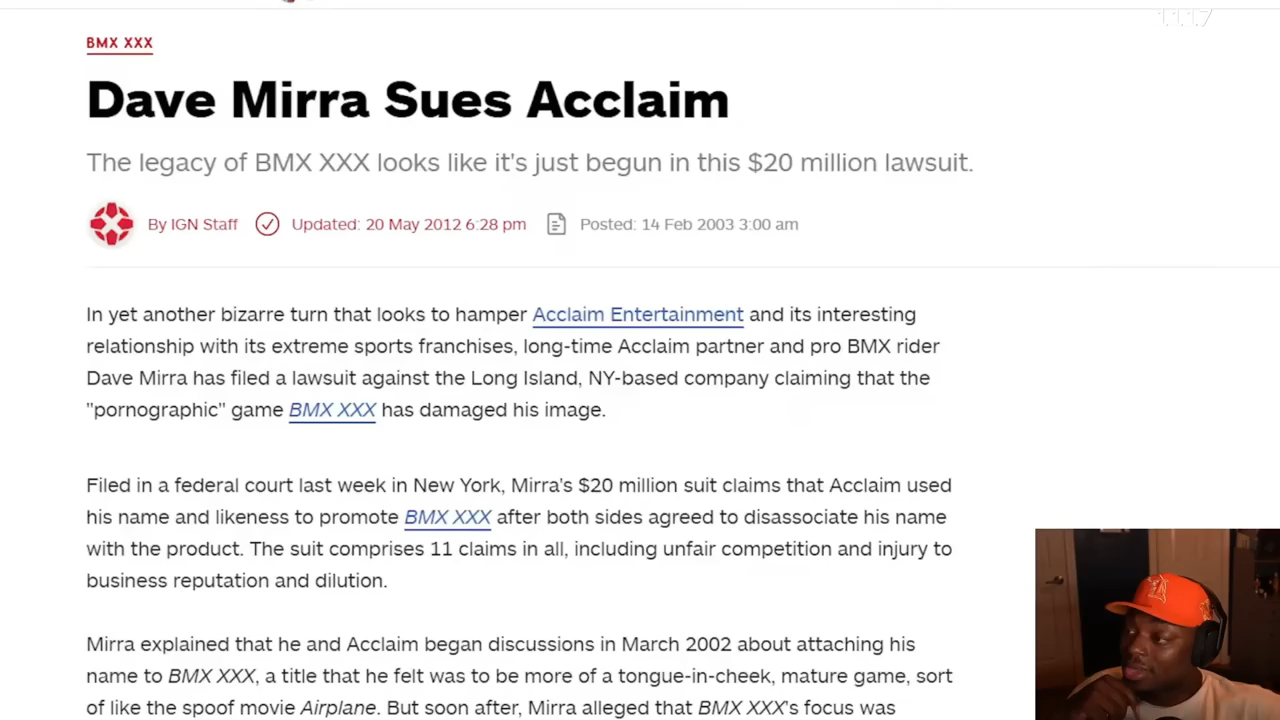 11:17
BMX XXX
Dave Mirra Sues Acclaim
The legacy of BMX XXX looks like it's just begun in this $20 million lawsuit.
By IGN Staff Updated: 20 May 2012 6:28 pm Posted: 14 Feb 2003 3:00 am
In yet another bizarre turn that looks to hamper Acclaim Entertainment and its interesting
relationship with its extreme sports franchises, long-time Acclaim partner and pro BMX rider
Dave Mirra has filed a lawsuit against the Long Island, NY-based company claiming that the
"pornographic" game BMX XXX has damaged his image.
Filed in a federal court last week in New York, Mirra's $20 million suit claims that Acclaim used
his name and likeness to promote BMX XXX after both sides agreed to disassociate his name
with the product. The suit comprises 11 claims in all, including unfair competition and injury to
business reputation and dilution.
Mirra explained that he and Acclaim began discussions in March 2002 about attaching his
name to BMX XXX, a title that he felt was to be more of a tongue-in-cheek, mature game, sort
of like the spoof movie Airplane. But soon after, Mirra alleged that BMX XXX's focus was